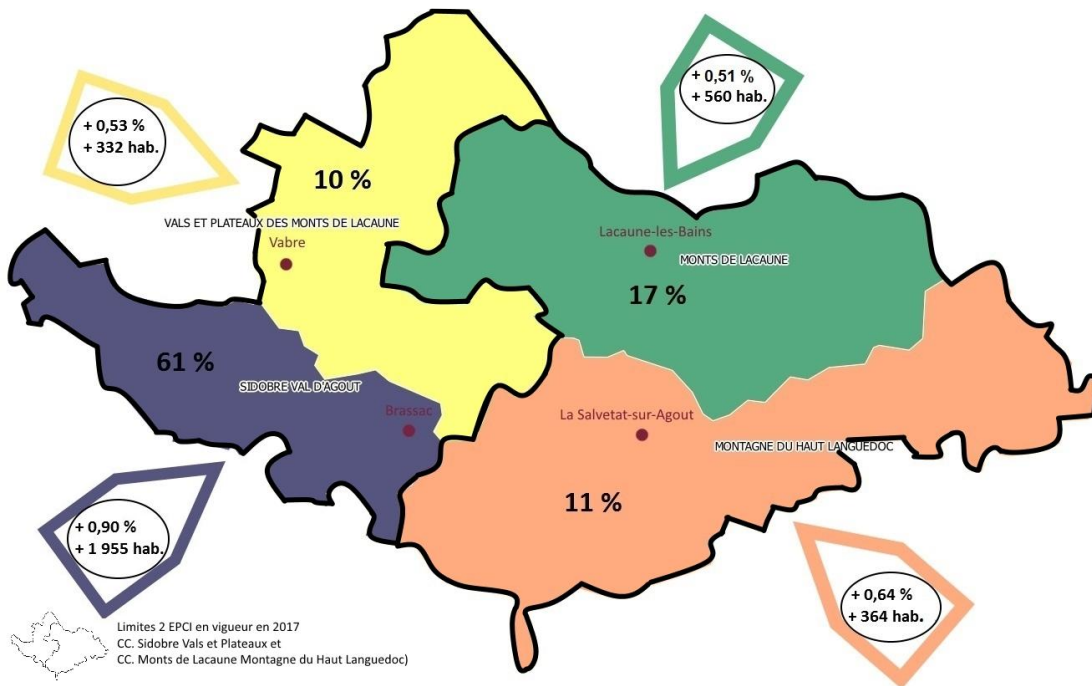 + 0,51 %
+ 560 hab.
+ 0,53 %
+ 332 hab.
10 %
VALS ET PLATEAUX DES MONTS DE LACAUNE
Vabre
Lacaune-les-Bains
MONTS DE LACAUNE
17 %
61 %
SIDOBRE VAL D'AGOUT
Brassac
La Salvetat-sur-Agout
MONTAGNE DU HAUT LANGUEDOC
11 %
+ 0,90 %
+ 1 955 hab.
+ 0,64 %
+ 364 hab.
Limites 2 EPCI en vigueur en 2017
CC. Sidobre Vals et Plateaux et
CC. Monts de Lacaune Montagne du Haut Languedoc)